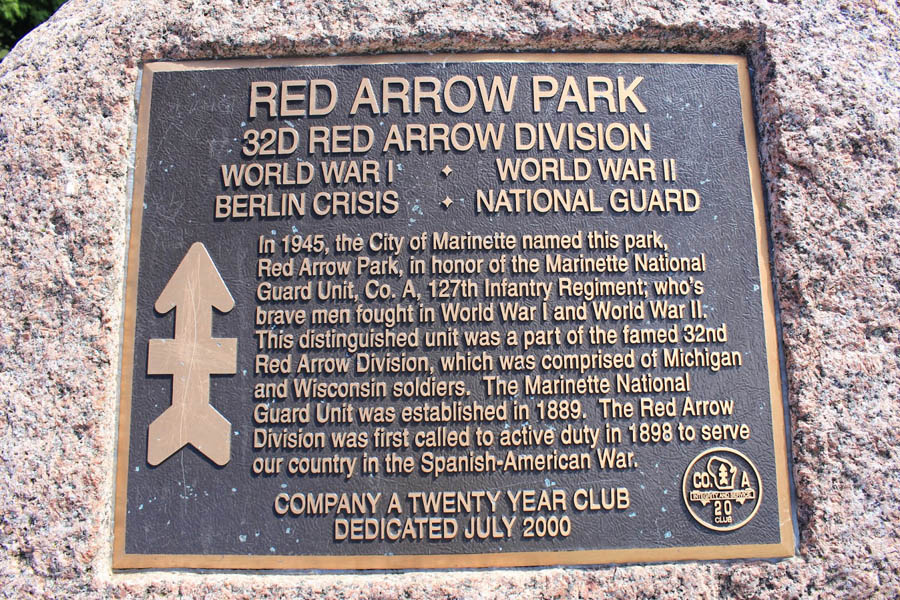 RED ARROW PARK
32D RED ARROW DIVISION
WORLD WAR I ✦ WORLD WAR II
BERLIN CRISIS ✦ NATIONAL GUARD
In 1945, the City of Marinette named this park,
Red Arrow Park, in honor of the Marinette National
Guard Unit, Co. A, 127th Infantry Regiment; who's
brave men fought in World War I and World War II.
This distinguished unit was a part of the famed 32nd
Red Arrow Division, which was comprised of Michigan
and Wisconsin soldiers. The Marinette National
Guard Unit was established in 1889. The Red Arrow
Division was first called to active duty in 1898 to serve
our country in the Spanish-American War.
COMPANY A TWENTY YEAR CLUB
DEDICATED JULY 2000
CO. A
INTEGRITY AND SERVICE
20
CLUB